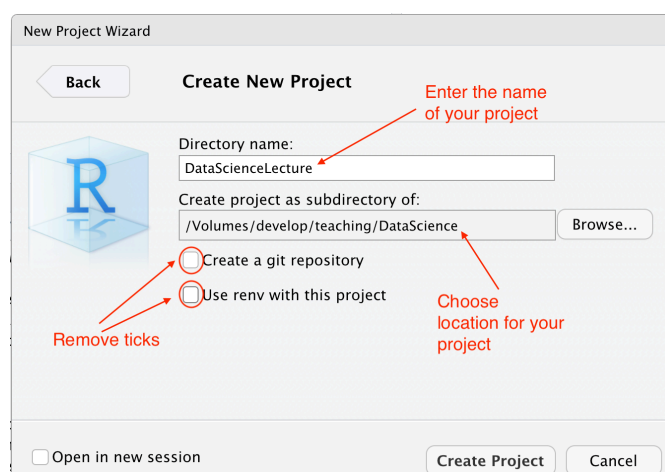 New Project Wizard
Back
Create New Project
Enter the name
of your project
Directory name:
DataScienceLecture
Create project as subdirectory of:
/Volumes/develop/teaching/DataScience
Browse...
Create a git repository
Use renv with this project
Remove ticks
Choose
location for your
project
R
Open in new session
Create Project
Cancel